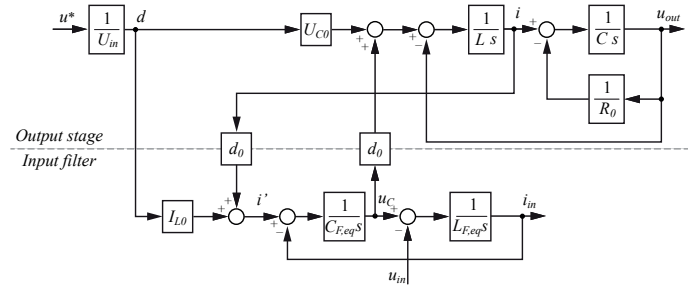 u* 1/U_in d U_C0 + + + − 1/(L s) i + − 1/(C s) u_out
1/R_0
Output stage
Input filter
d_0 d_0
I_L0 + + i' + − 1/(C_F,eq s) u_C + − 1/(L_F,eq s) i_in
u_in